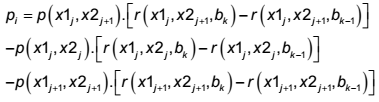 p_i = p(x1_j, x2_{j+1}).[r(x1_j, x2_{j+1}, b_k) − r(x1_j, x2_{j+1}, b_{k−1})]
−p(x1_j, x2_j).[r(x1_j, x2_j, b_k) − r(x1_j, x2_j, b_{k−1})]
−p(x1_{j+1}, x2_{j+1}).[r(x1_{j+1}, x2_{j+1}, b_k) − r(x1_{j+1}, x2_{j+1}, b_{k−1})]